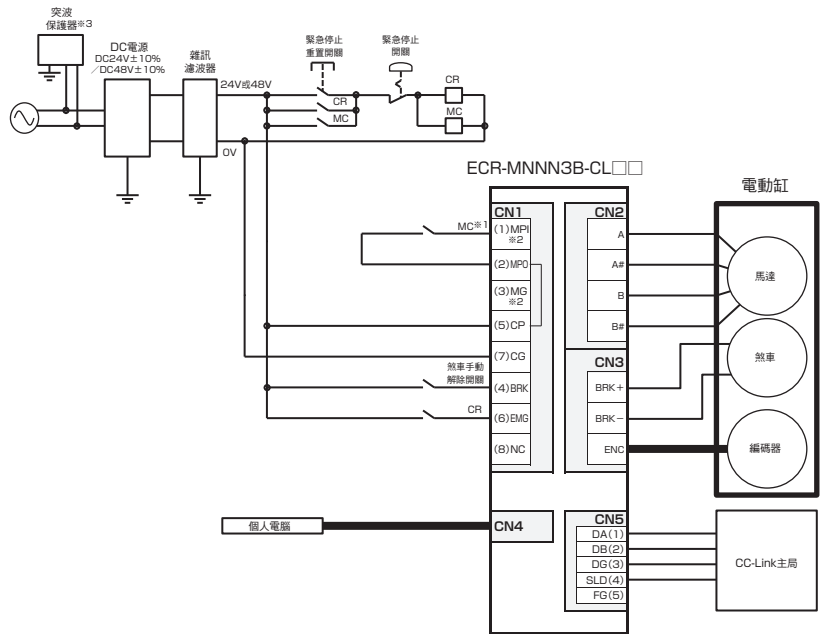 突波
保護器※3
DC電源
DC24V±10%
／DC48V±10%
雜訊
濾波器
24V或48V
0V
緊急停止
重置開關
緊急停止
開關
CR
MC
CR
MC
ECR-MNNN3B-CL□□
電動缸
CN1
MC※1
(1)MPI
※2
(2)MPO
(3)MG
※2
(5)CP
(7)CG
煞車手動
解除開關
(4)BRK
CR
(6)EMG
(8)NC
CN2
A
A#
B
B#
CN3
BRK+
BRK−
ENC
馬達
煞車
編碼器
個人電腦
CN4
CN5
DA(1)
DB(2)
DG(3)
SLD(4)
FG(5)
CC-Link主局